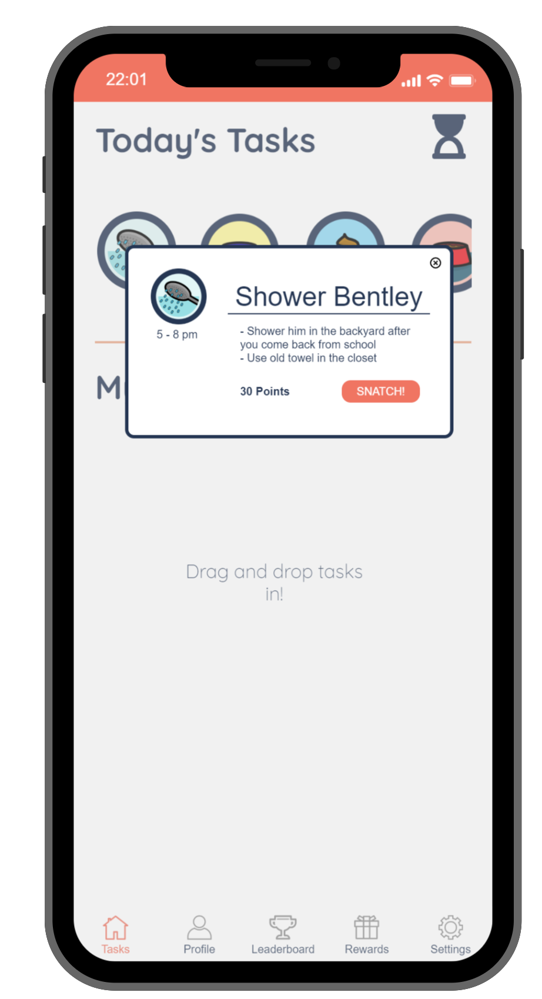 22:01
Today's Tasks
Shower Bentley
5 - 8 pm
- Shower him in the backyard after
you come back from school
- Use old towel in the closet
30 Points
SNATCH!
Drag and drop tasks
in!
Tasks
Profile
Leaderboard
Rewards
Settings